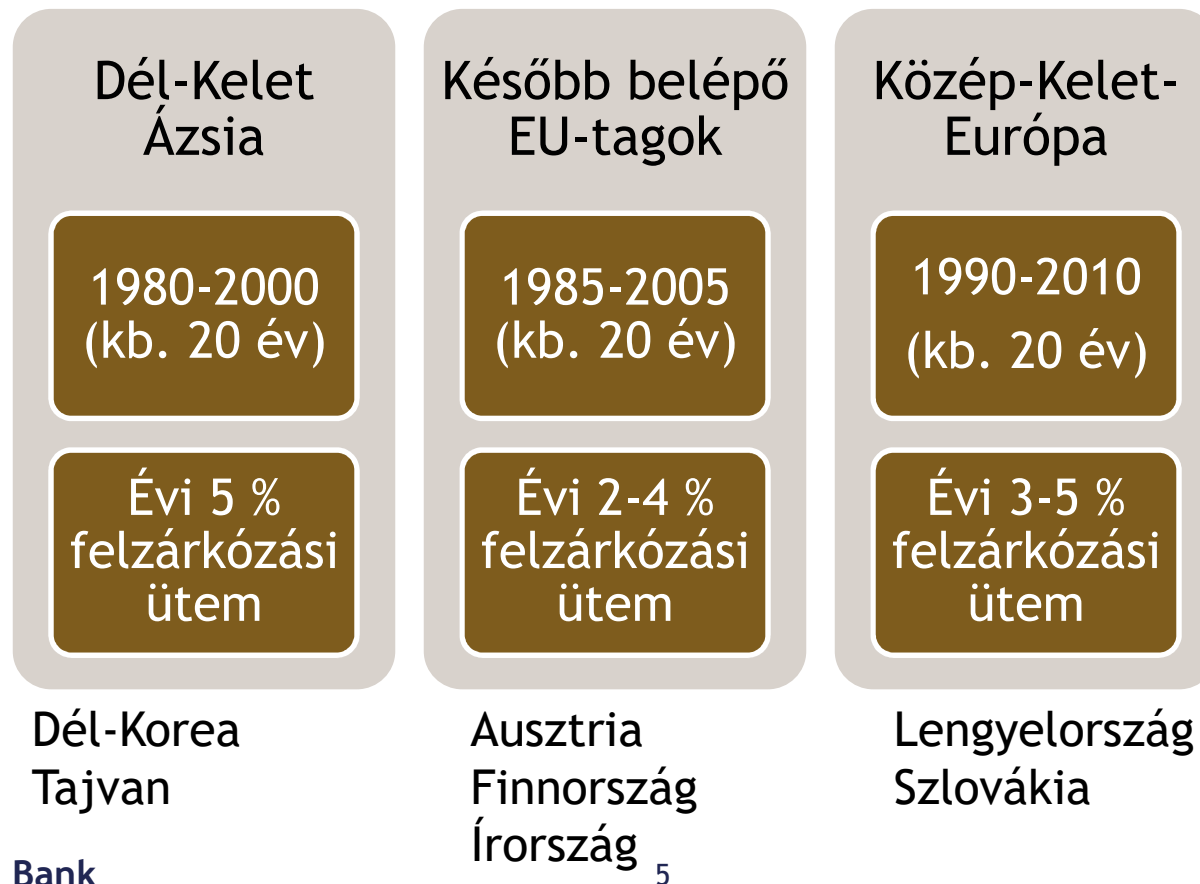 Dél-Kelet
Ázsia
1980-2000
(kb. 20 év)
Évi 5 %
felzárkózási
ütem
Dél-Korea
Tajvan
Később belépő
EU-tagok
1985-2005
(kb. 20 év)
Évi 2-4 %
felzárkózási
ütem
Ausztria
Finnország
Írország
Közép-Kelet-
Európa
1990-2010
(kb. 20 év)
Évi 3-5 %
felzárkózási
ütem
Lengyelország
Szlovákia
Bank
5